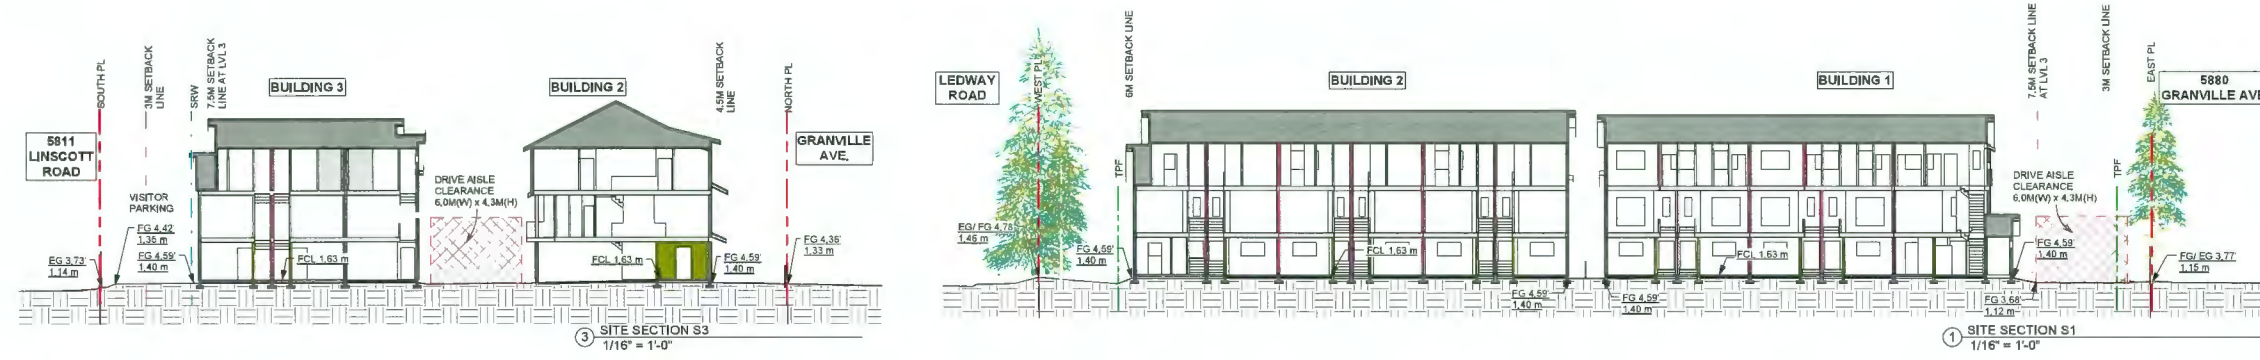 SOUTH PL
3M SETBACK
LINE
SRW
7.5M SETBACK
LINE AT LVL 3
BUILDING 3
BUILDING 2
4.5M SETBACK
LINE
NORTH PL
5811
LINSCOTT
ROAD
GRANVILLE
AVE.
VISITOR
PARKING
DRIVE AISLE
CLEARANCE
6.0M(W) x 4.3M(H)
FG 4.42'
1.35 m
EG 3.73'
1.14 m
FG 4.59'
1.40 m
FCL 1.63 m
FCL 1.63 m
FG 4.59'
1.40 m
FG 4.36'
1.33 m
3
SITE SECTION S3
1/16" = 1'-0"
LEDWAY
ROAD
WEST PL
6M SETBACK LINE
TPF
BUILDING 2
BUILDING 1
7.5M SETBACK LINE
AT LVL 3
3M SETBACK LINE
TPF
EAST PL
5880
GRANVILLE AVE
DRIVE AISLE
CLEARANCE
6.0M(W) x 4.3M(H)
EG/ FG 4.78'
1.46 m
FG 4.59'
1.40 m
FCL 1.63 m
FG 4.59'
1.40 m
FG 4.59'
1.40 m
FCL 1.63 m
FG 4.59'
1.40 m
FG 3.68'
1.12 m
FG/ EG 3.77'
1.15 m
1
SITE SECTION S1
1/16" = 1'-0"